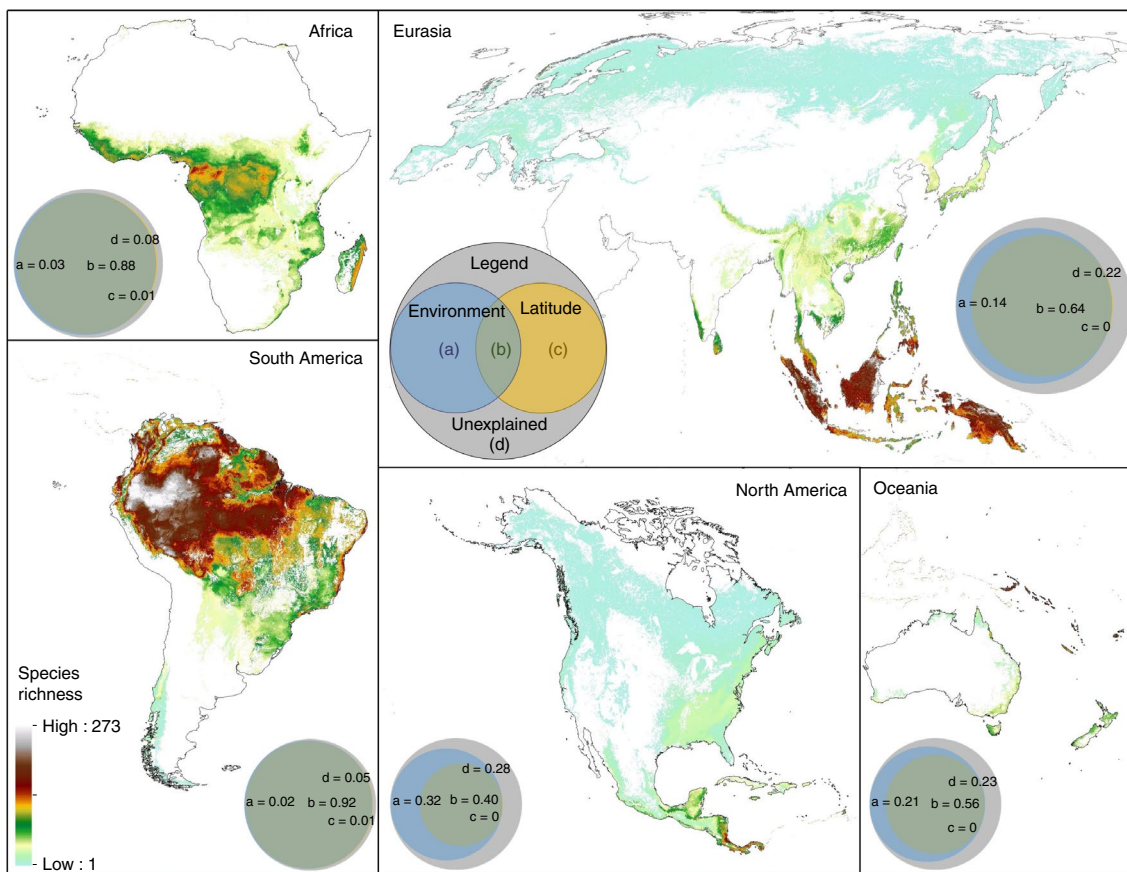 Africa
d = 0.08
a = 0.03
b = 0.88
c = 0.01
Eurasia
Legend
Environment
Latitude
(a)
(b)
(c)
Unexplained
(d)
d = 0.22
a = 0.14
b = 0.64
c = 0
South America
Species
richness
High : 273
Low : 1
d = 0.05
a = 0.02
b = 0.92
c = 0.01
North America
d = 0.28
a = 0.32
b = 0.40
c = 0
Oceania
d = 0.23
a = 0.21
b = 0.56
c = 0